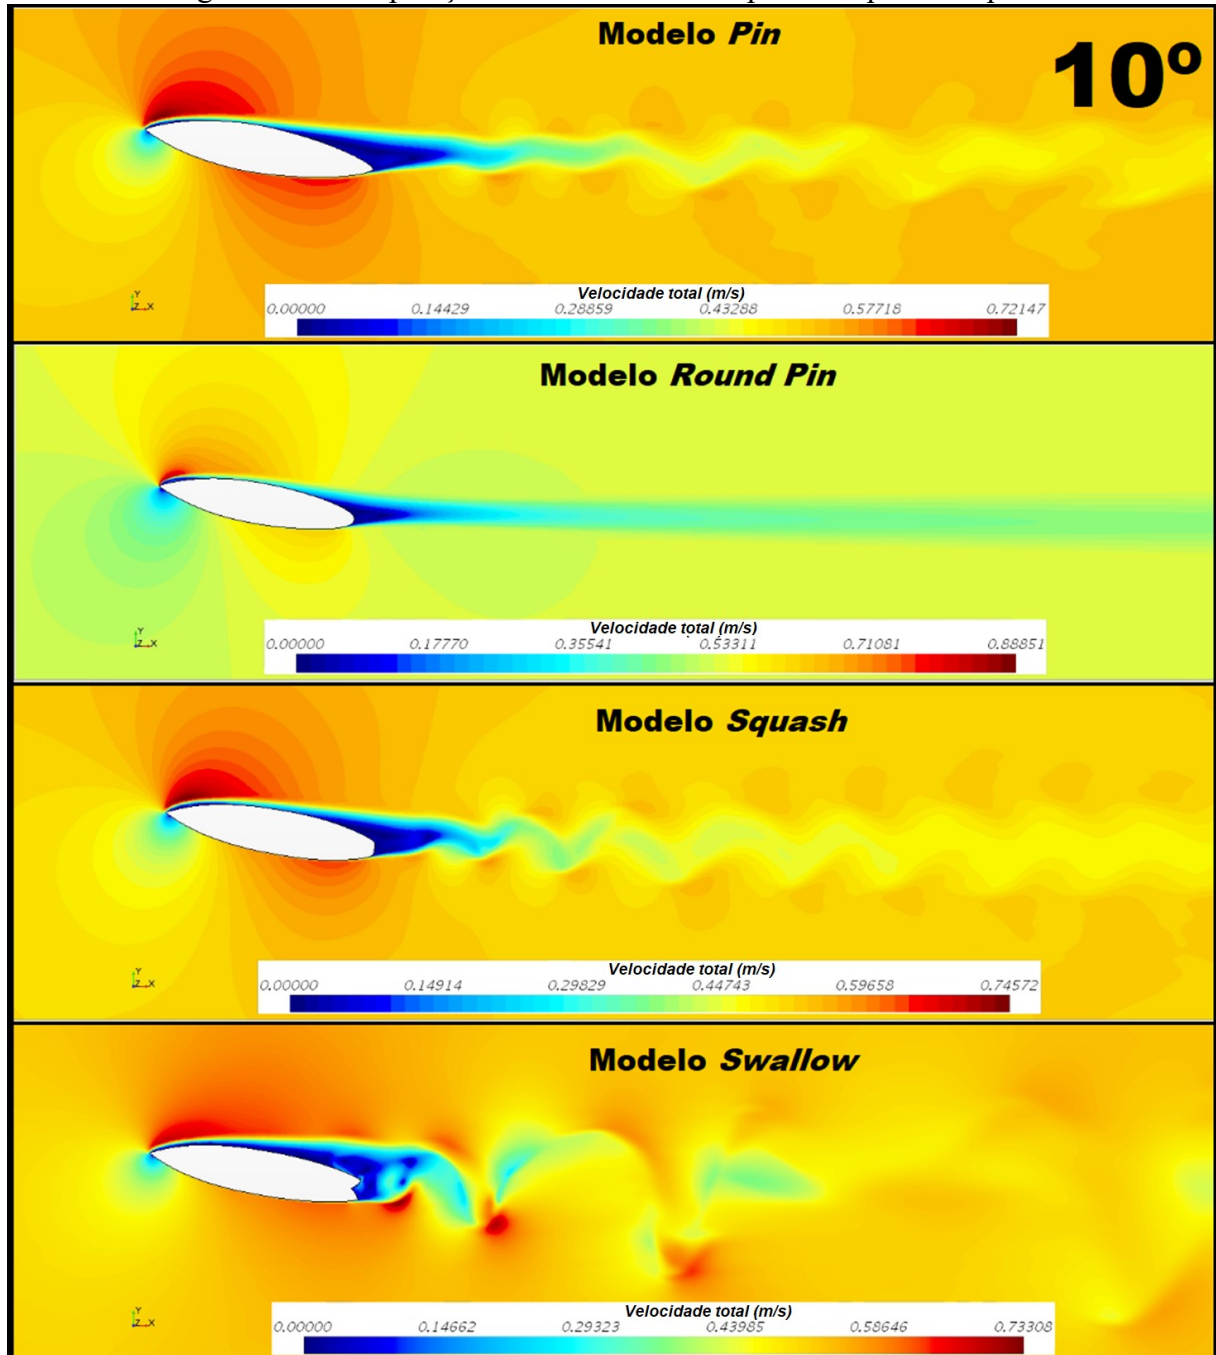 Modelo Pin
10º
Y
Z X
Velocidade total (m/s)
0.00000 0.14429 0.28859 0.43288 0.57718 0.72147
Modelo Round Pin
Y
Z X
Velocidade total (m/s)
0.00000 0.17770 0.35541 0.53311 0.71081 0.88851
Modelo Squash
Y
Z X
Velocidade total (m/s)
0.00000 0.14914 0.29829 0.44743 0.59658 0.74572
Modelo Swallow
Y
Z X
Velocidade total (m/s)
0.00000 0.14662 0.29323 0.43985 0.58646 0.73308